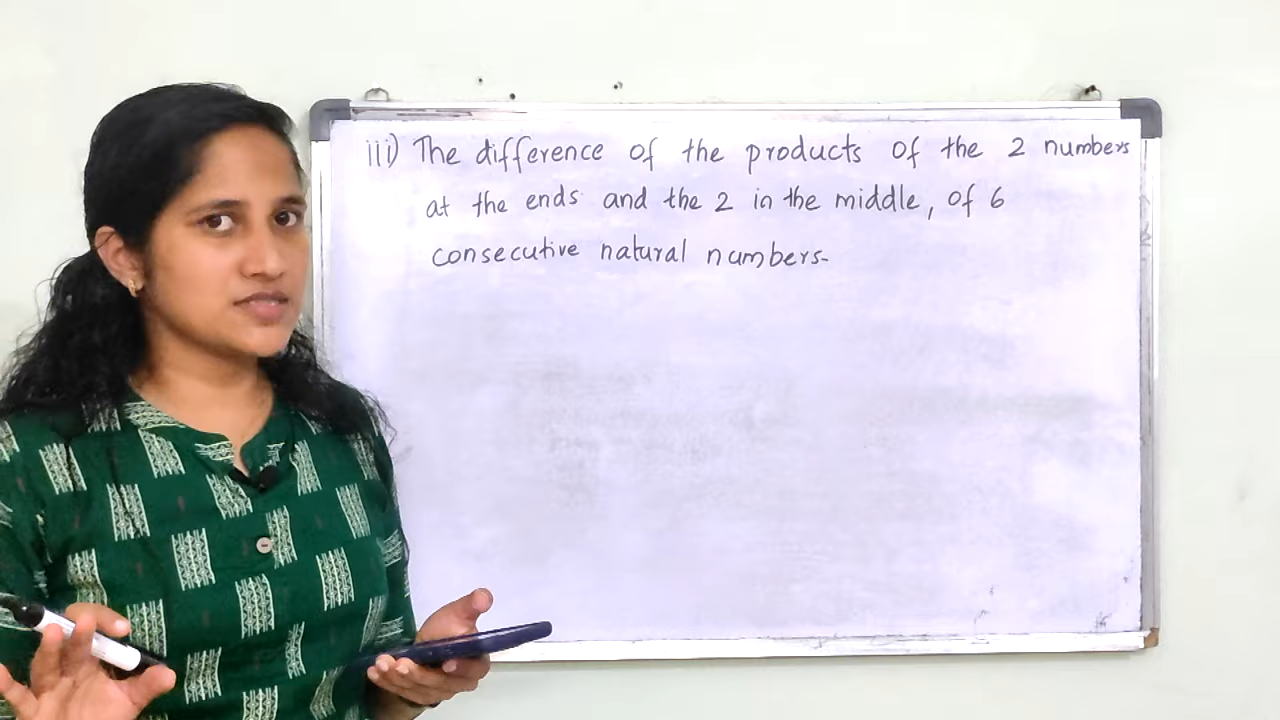 iii) The difference of the products of the 2 numbers
at the ends and the 2 in the middle, of 6
consecutive natural numbers.